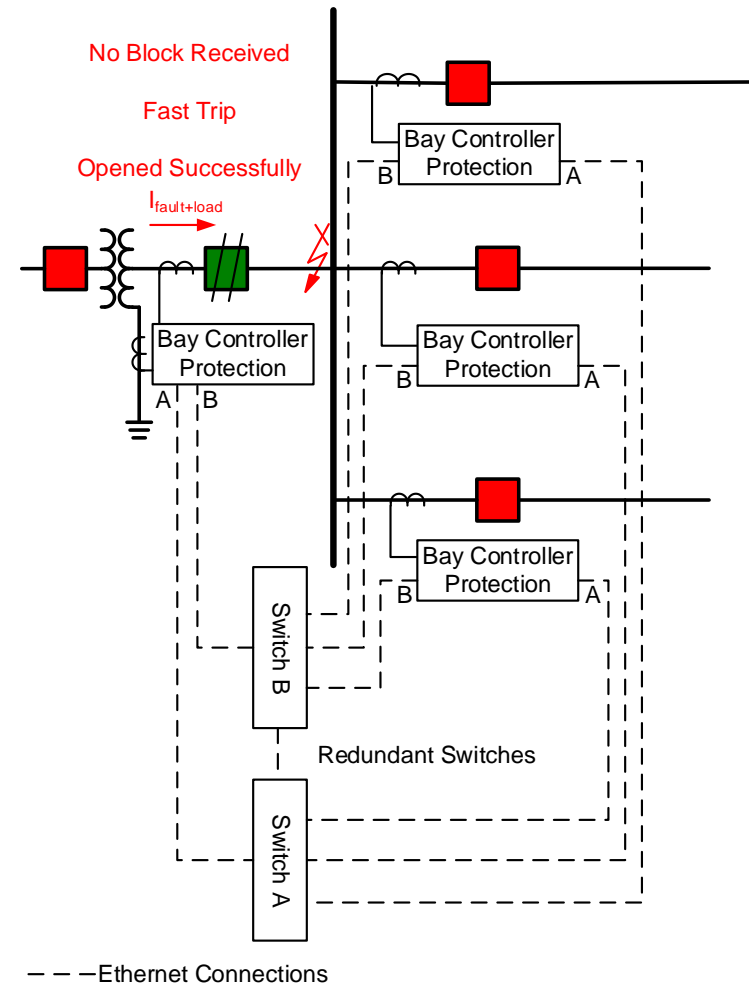 No Block Received
Fast Trip
Opened Successfully
Ifault+load
Bay Controller
Protection
B
A
Bay Controller
Protection
A
B
Bay Controller
Protection
B
A
Bay Controller
Protection
B
A
Switch B
Redundant Switches
Switch A
Ethernet Connections